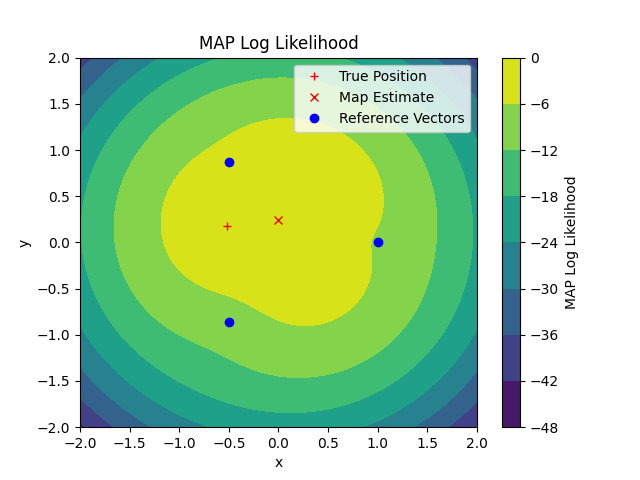 MAP Log Likelihood
True Position
Map Estimate
Reference Vectors
2.0
1.5
1.0
0.5
0.0
−0.5
−1.0
−1.5
−2.0
y
−2.0 −1.5 −1.0 −0.5 0.0 0.5 1.0 1.5 2.0
x
0
−6
−12
−18
−24
−30
−36
−42
−48
MAP Log Likelihood